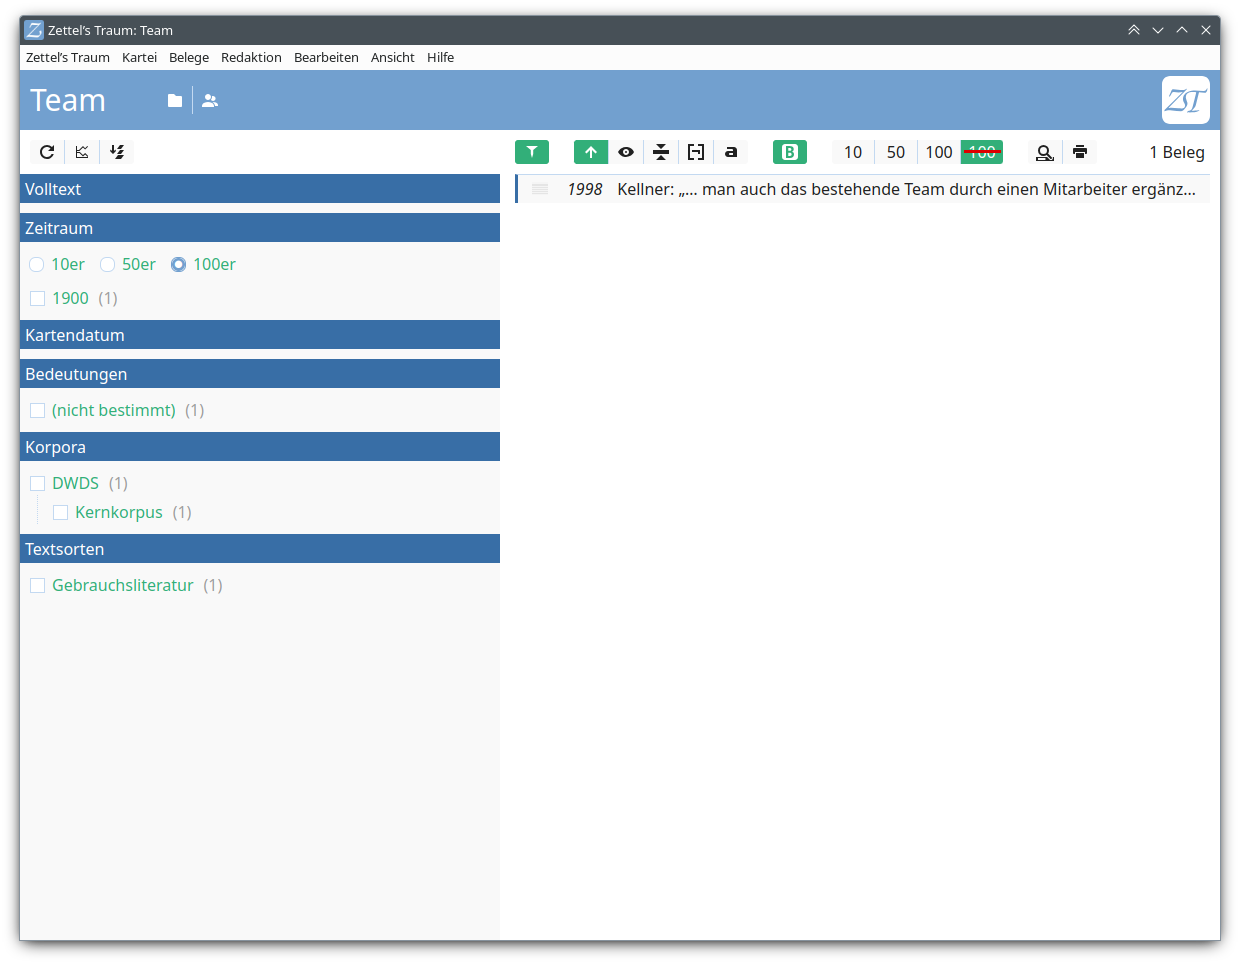 Zettel’s Traum: Team
Zettel’s Traum Kartei Belege Redaktion Bearbeiten Ansicht Hilfe
Team
ZT
B 10 50 100 100 1 Beleg
a
Volltext
1998 Kellner: „… man auch das bestehende Team durch einen Mitarbeiter ergänz…
Zeitraum
10er 50er 100er
1900 (1)
Kartendatum
Bedeutungen
(nicht bestimmt) (1)
Korpora
DWDS (1)
Kernkorpus (1)
Textsorten
Gebrauchsliteratur (1)